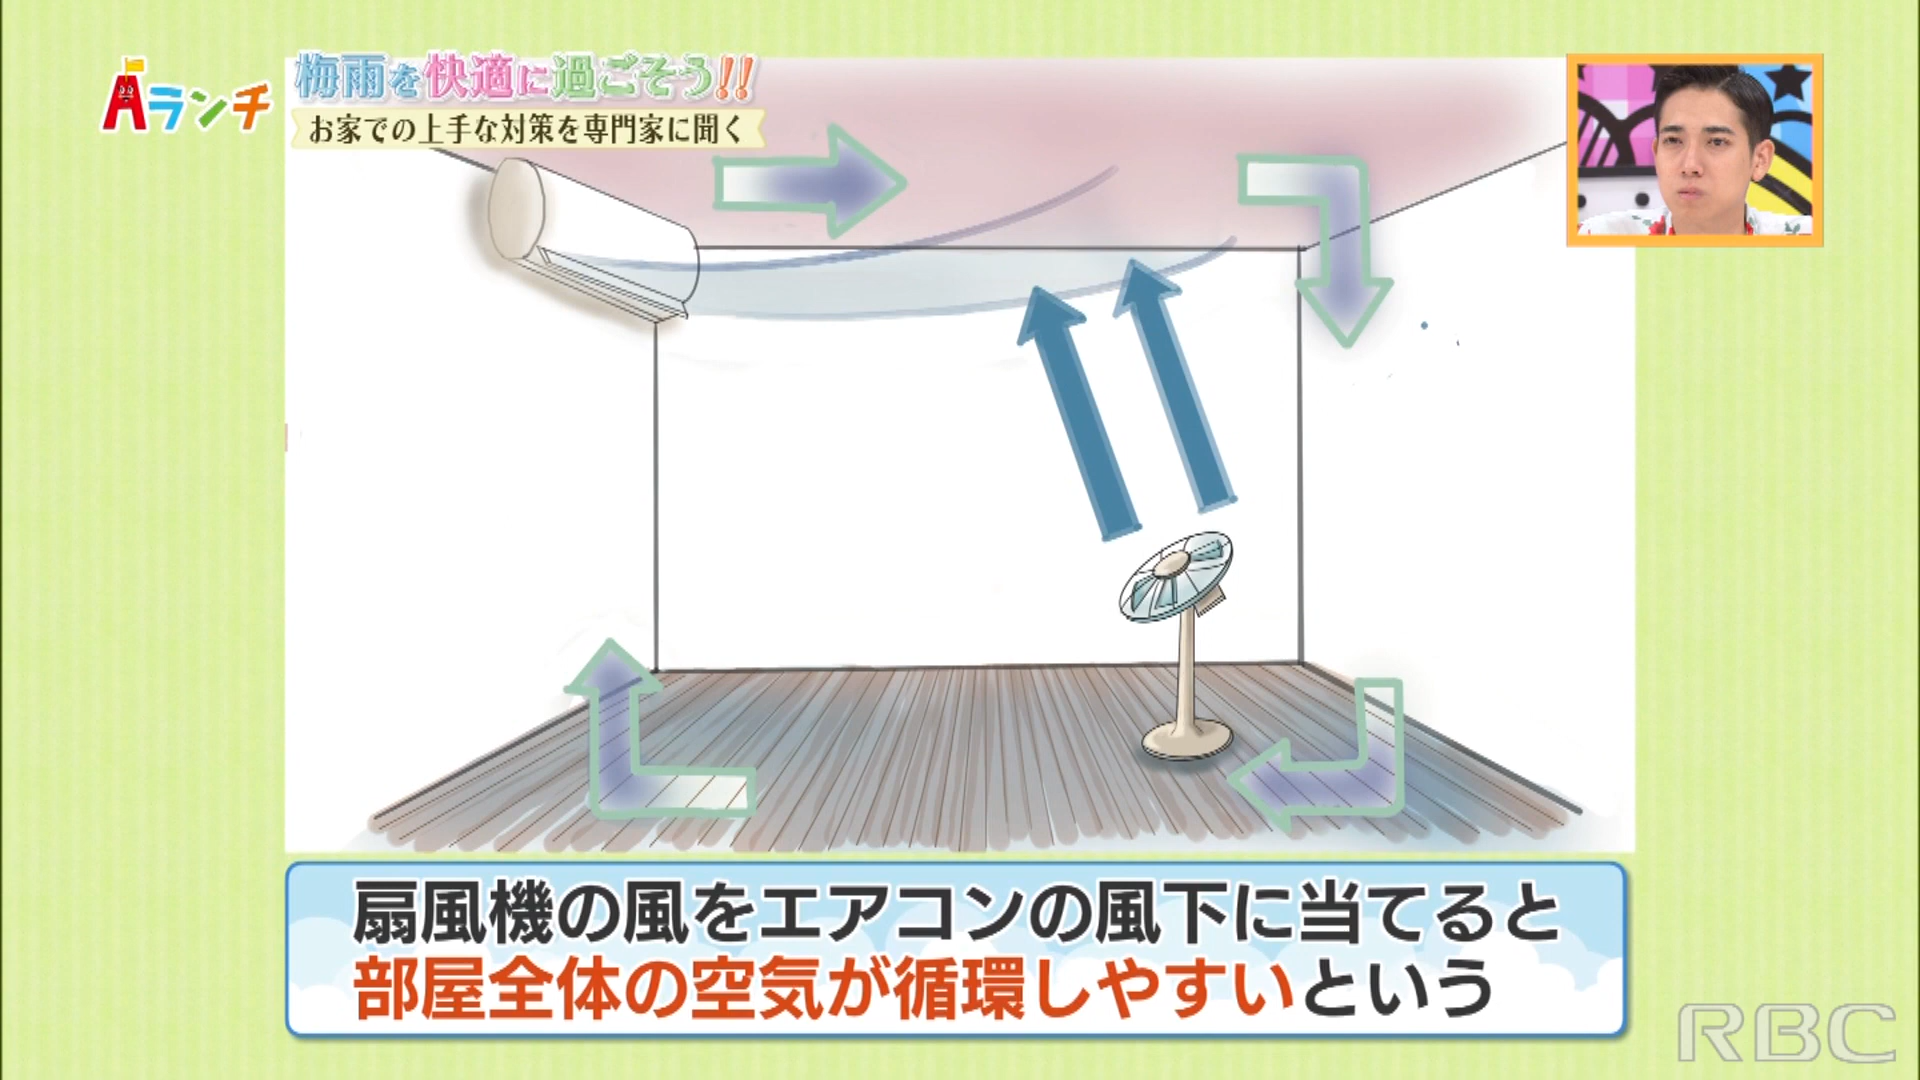 Aランチ
梅雨を快適に過ごそう!!
お家での上手な対策を専門家に聞く
扇風機の風をエアコンの風下に当てると
部屋全体の空気が循環しやすいという
RBC